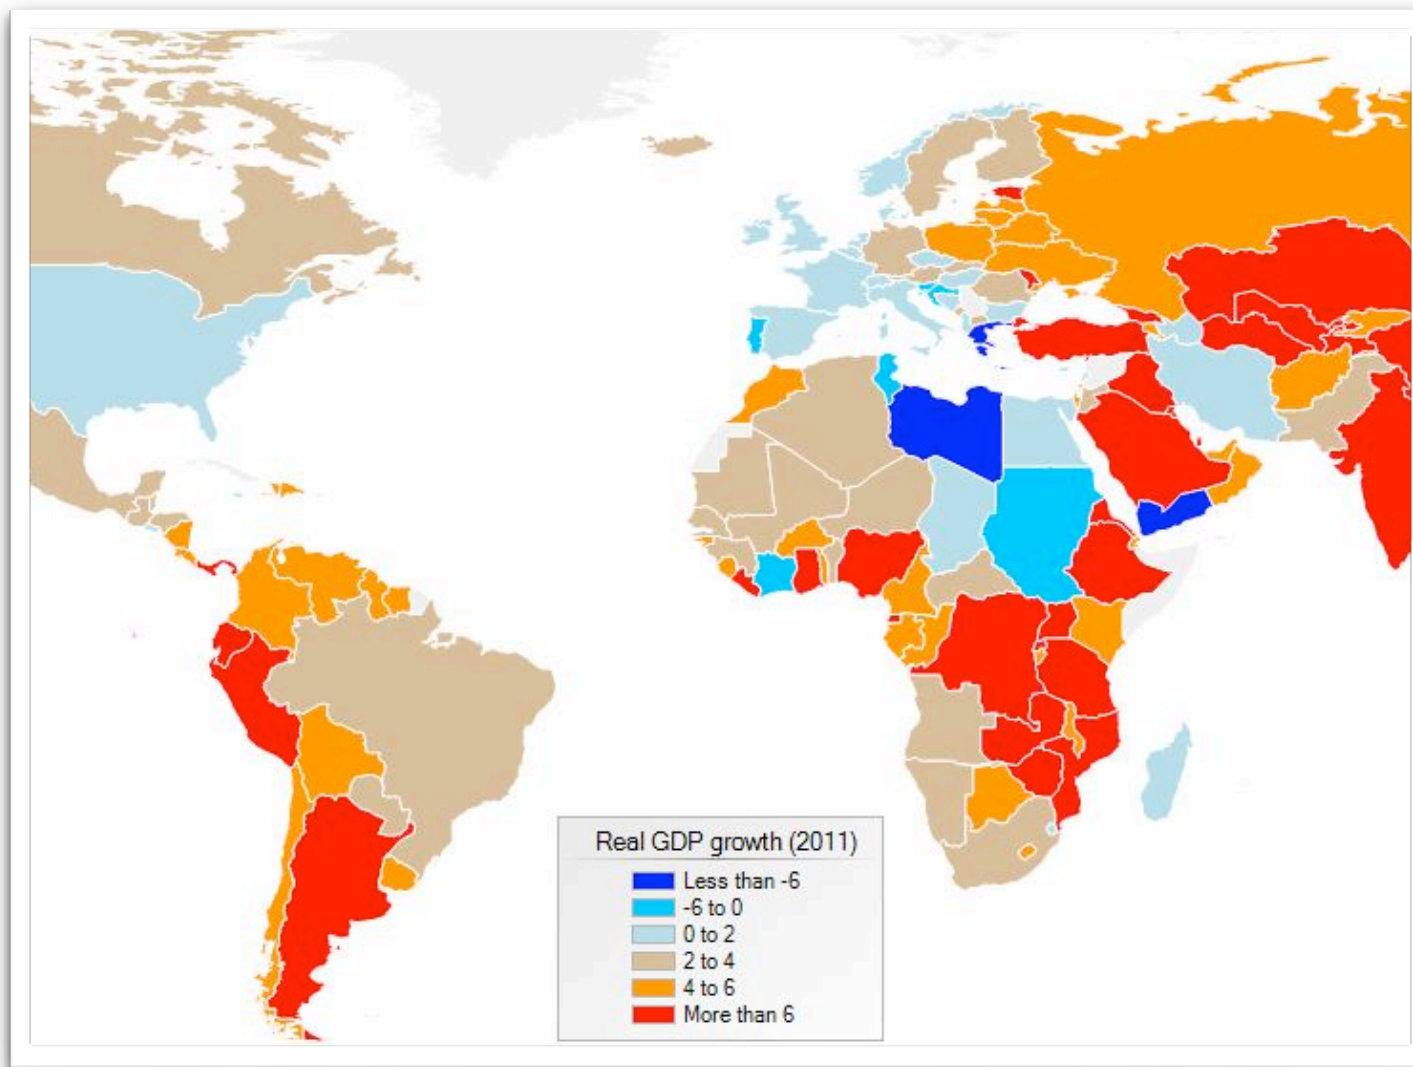 Real GDP growth (2011)
Less than -6
-6 to 0
0 to 2
2 to 4
4 to 6
More than 6